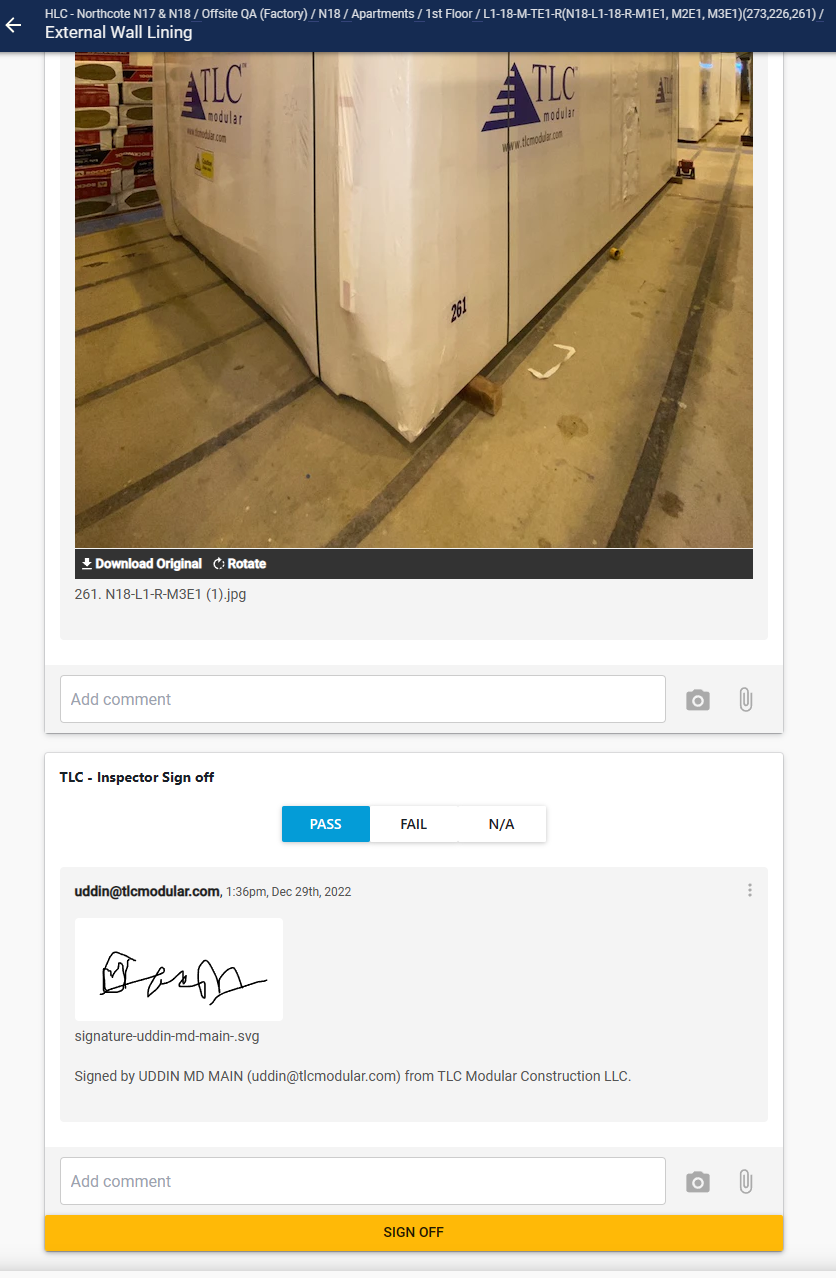 HLC - Northcote N17 & N18 / Offsite QA (Factory) / N18 / Apartments / 1st Floor / L1-18-M-TE1-R(N18-L1-18-R-M1E1, M2E1, M3E1)(273,226,261) /
External Wall Lining
TLC
modular
www.tlcmodular.com
TLC
modular
www.tlcmodular.com
TLC
261
Download Original Rotate
261. N18-L1-R-M3E1 (1).jpg
Add comment
TLC - Inspector Sign off
PASS FAIL N/A
uddin@tlcmodular.com, 1:36pm, Dec 29th, 2022
signature-uddin-md-main-.svg
Signed by UDDIN MD MAIN (uddin@tlcmodular.com) from TLC Modular Construction LLC.
Add comment
SIGN OFF